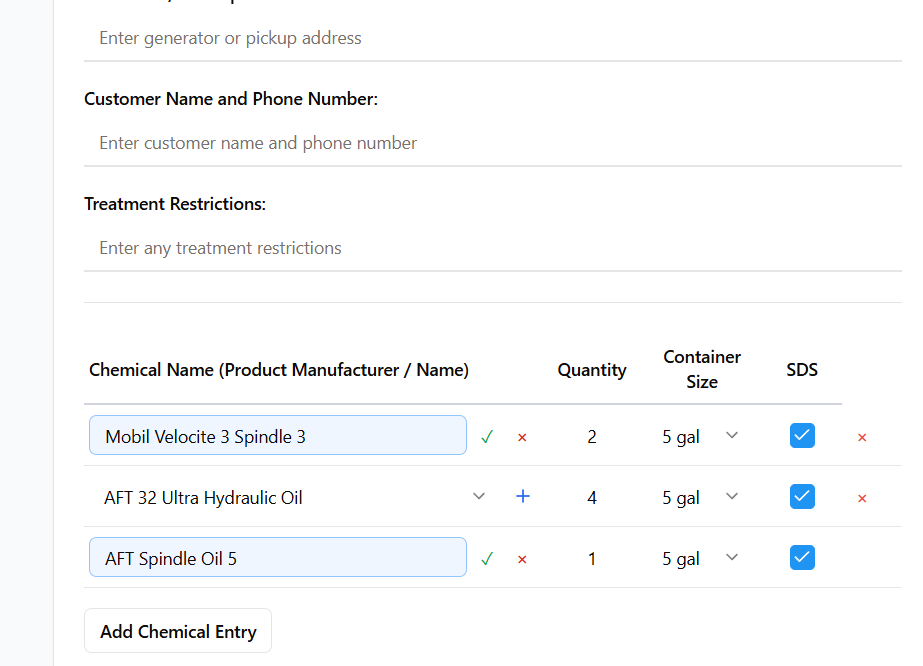 Enter generator or pickup address
Customer Name and Phone Number:
Enter customer name and phone number
Treatment Restrictions:
Enter any treatment restrictions
Chemical Name (Product Manufacturer / Name) Quantity Container Size SDS
Mobil Velocite 3 Spindle 3 ✓ × 2 5 gal ×
AFT 32 Ultra Hydraulic Oil + 4 5 gal ×
AFT Spindle Oil 5 ✓ × 1 5 gal
Add Chemical Entry